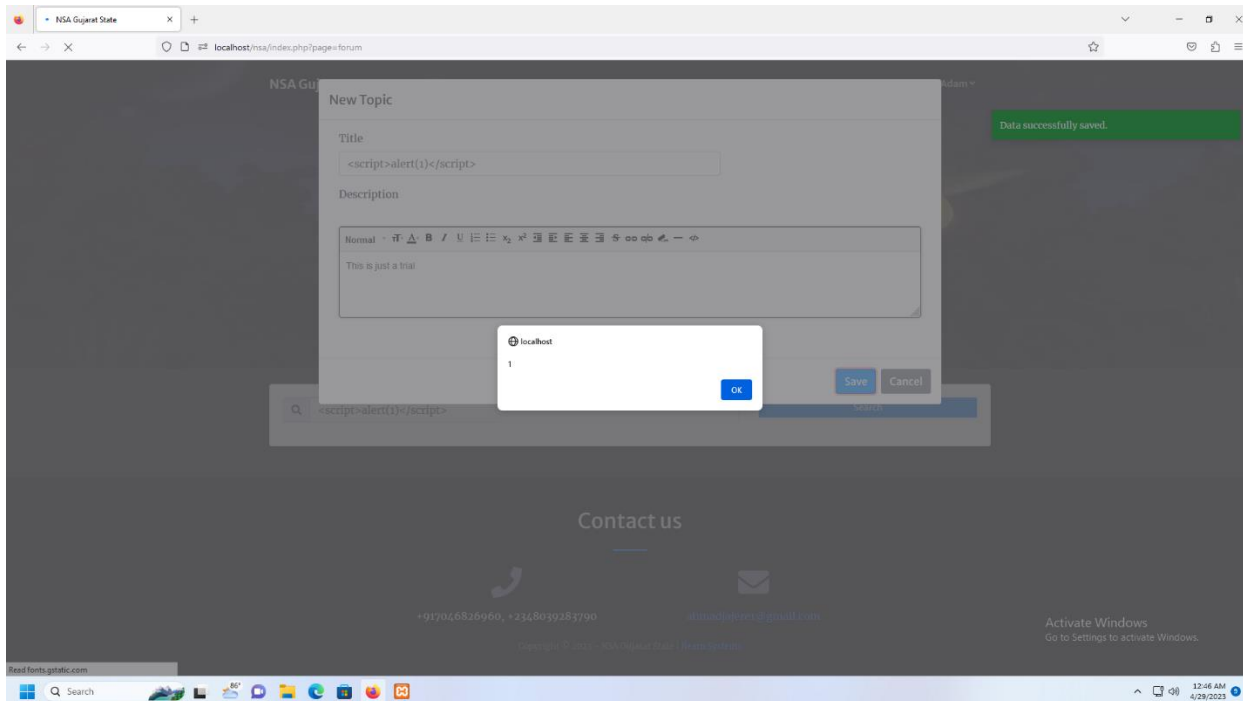 NSA Gujarat State
localhost/nsa/index.php?page=forum
NSA Guj
Adam
New Topic
Data successfully saved.
Title
<script>alert(1)</script>
Description
Normal
This is just a trial
localhost
1
OK
Save Cancel
<script>alert(1)</script>
Search
Contact us
+917046826960, +2348039283790
Activate Windows
Go to Settings to activate Windows.
Read fonts.gstatic.com
Search
86°
12:46 AM
4/29/2023